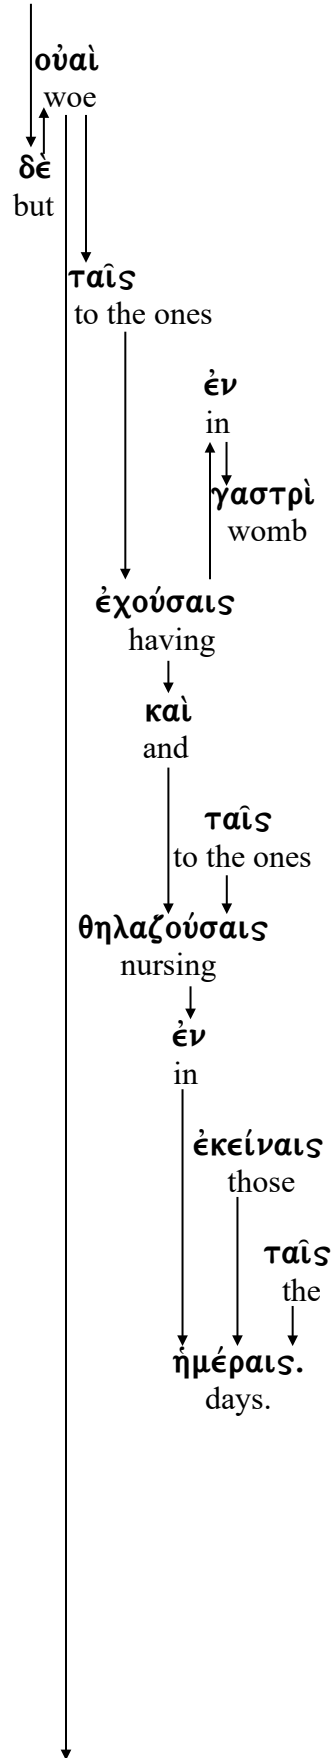 οὐαὶ
woe
δὲ
but
ταῖς
to the ones
ἐν
in
γαστρὶ
womb
ἐχούσαις
having
καὶ
and
ταῖς
to the ones
θηλαζούσαις
nursing
ἐν
in
ἐκείναις
those
ταῖς
the
ἡμέραις.
days.